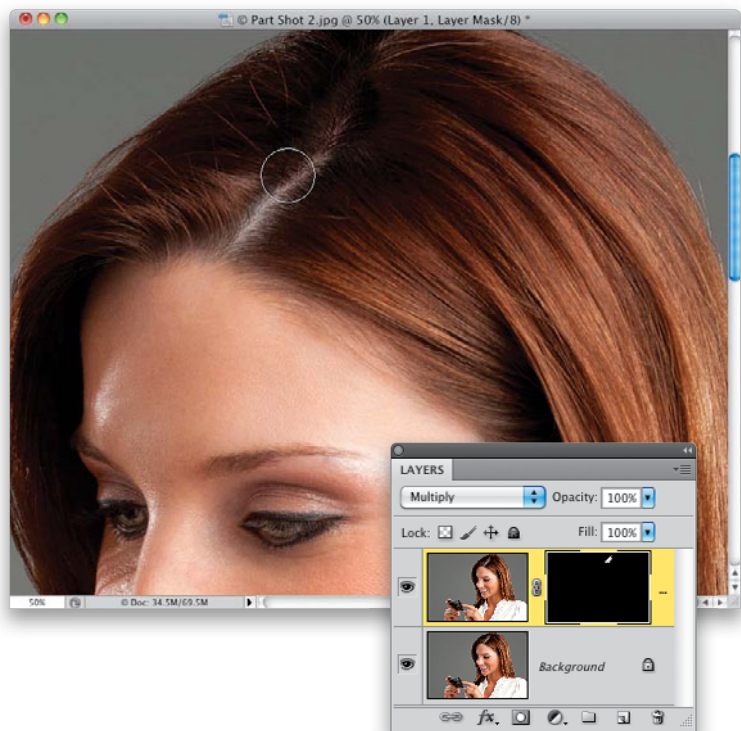 © Part Shot 2.jpg @ 50% (Layer 1, Layer Mask/8) *
50% © Doc: 34.5M/69.5M
LAYERS
Multiply Opacity: 100%
Lock: Fill: 100%
...
Background
fx.